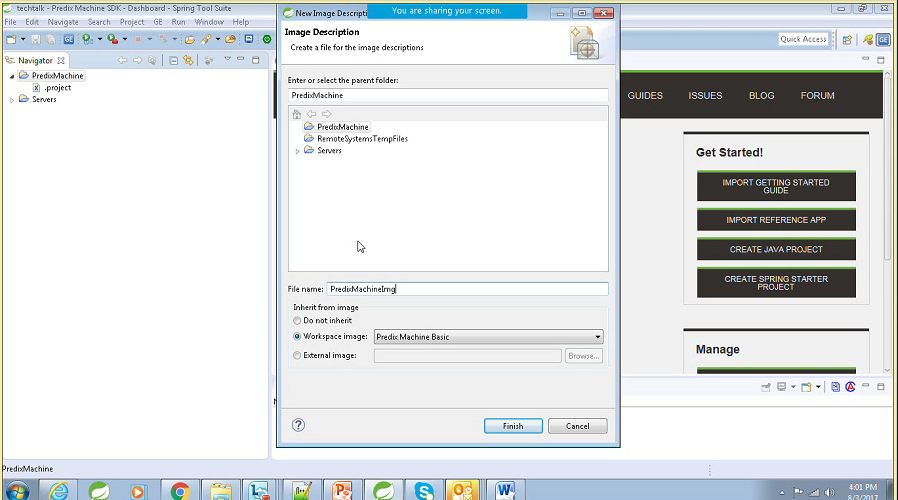 techtalk - Predix Machine SDK - Dashboard - Spring Tool Suite
New Image Descripti
You are sharing your screen.
File Edit Navigate Search Project GE Run Window Help
Quick Access
GE
Navigator
PredixMachine
.project
Servers
Image Description
Create a file for the image descriptions
Enter or select the parent folder:
PredixMachine
PredixMachine
RemoteSystemsTempFiles
Servers
File name: PredixMachineImg
Inherit from image
Do not inherit
Workspace image: Predix Machine Basic
External image: Browse...
Finish Cancel
GUIDES ISSUES BLOG FORUM
Get Started!
IMPORT GETTING STARTED
GUIDE
IMPORT REFERENCE APP
CREATE JAVA PROJECT
CREATE SPRING STARTER
PROJECT
Manage
PredixMachine
4:01 PM
8/3/2017